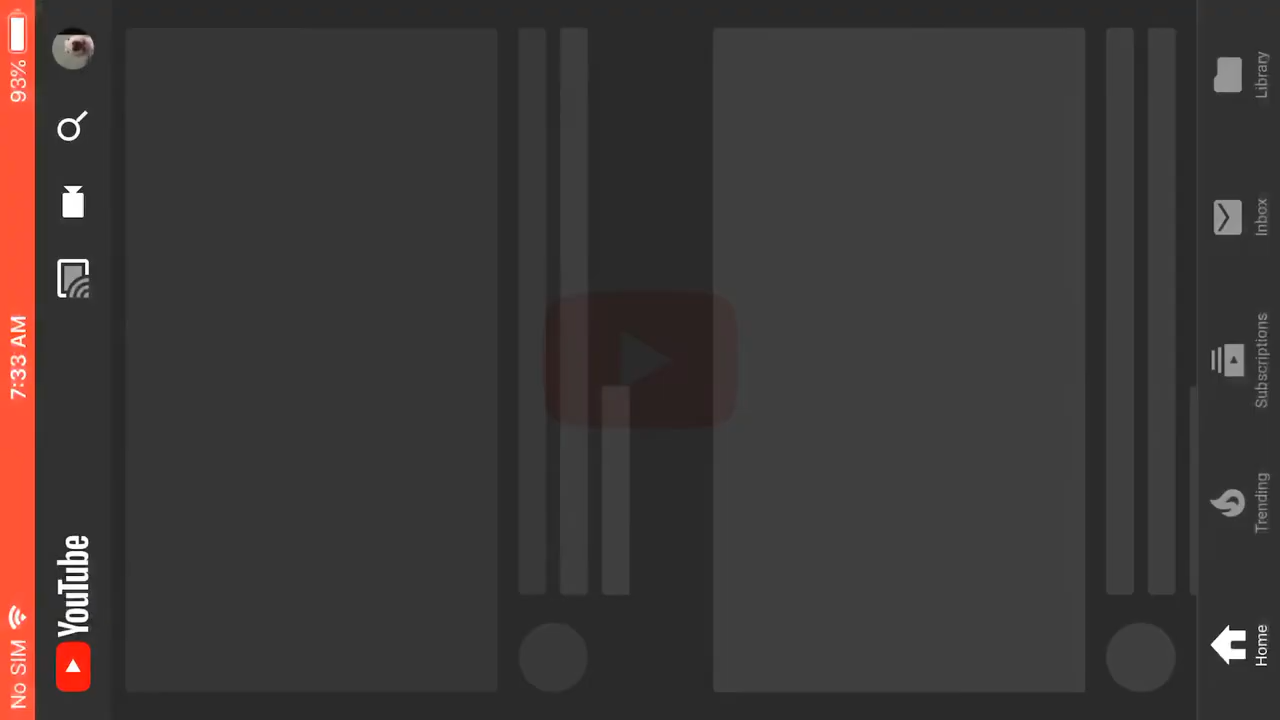 No SIM
7:33 AM
93%
YouTube
Home
Trending
Subscriptions
Inbox
Library